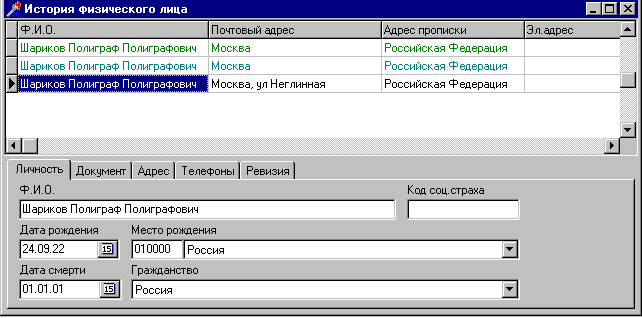 История физического лица
Ф.И.О. Почтовый адрес Адрес прописки Эл.адрес
Шариков Полиграф Полиграфович Москва Российская Федерация
Шариков Полиграф Полиграфович Москва Российская Федерация
Шариков Полиграф Полиграфович Москва, ул Неглинная Российская Федерация
Личность Документ Адрес Телефоны Ревизия
Ф.И.О. Код соц.страха
Шариков Полиграф Полиграфович
Дата рождения Место рождения
24.09.22 15 010000 Россия
Дата смерти Гражданство
01.01.01 15 Россия